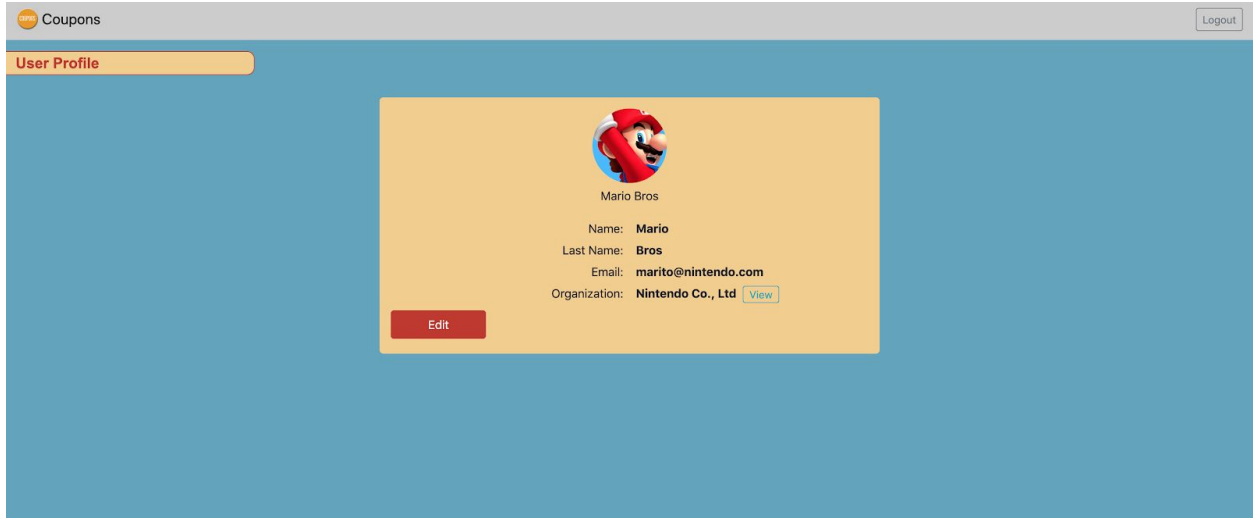 Coupons
Logout
User Profile
Mario Bros
Name: Mario
Last Name: Bros
Email: marito@nintendo.com
Organization: Nintendo Co., Ltd View
Edit